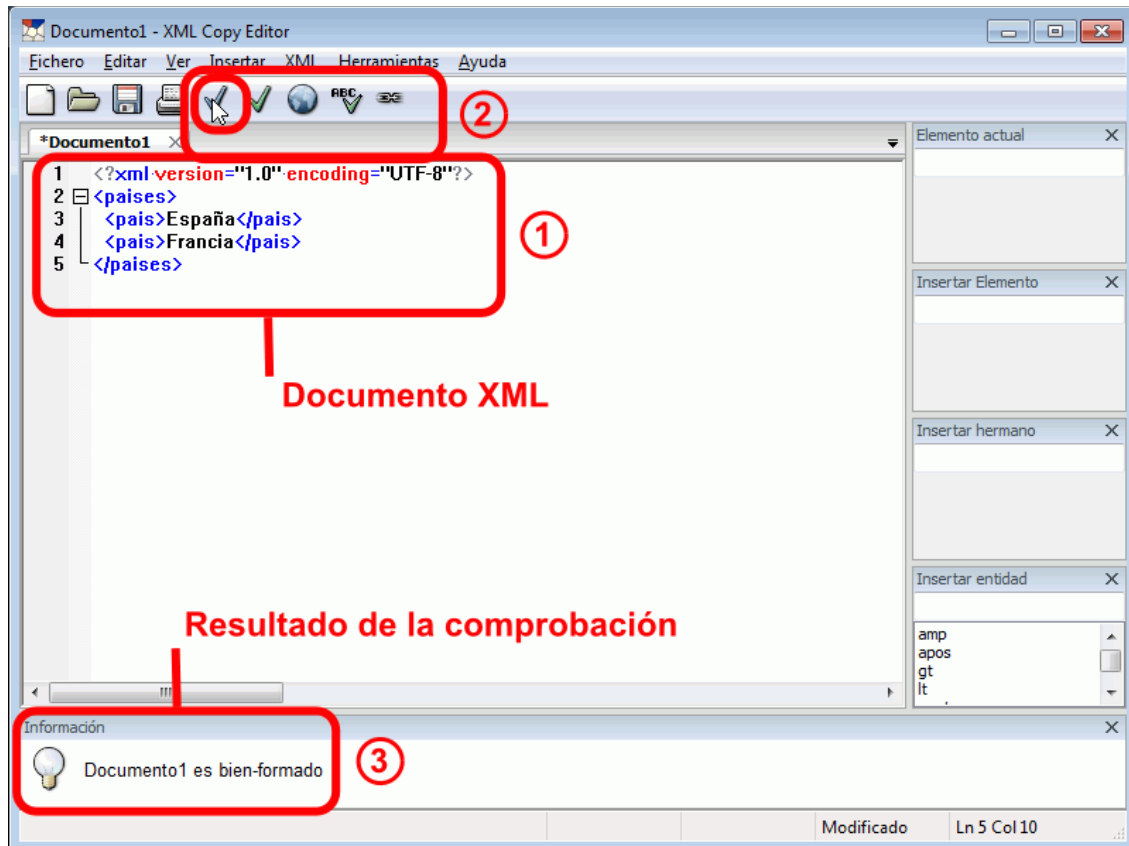 Documento1 - XML Copy Editor
Fichero Editar Ver Insertar XML Herramientas Ayuda
ABC
2
*Documento1
1 <?xml version="1.0" encoding="UTF-8"?>
2 <paises>
3 <pais>España</pais>
4 <pais>Francia</pais>
5 </paises>
1
Documento XML
Elemento actual
Insertar Elemento
Insertar hermano
Insertar entidad
amp
apos
gt
lt
Resultado de la comprobación
Información
Documento1 es bien-formado
3
Modificado Ln 5 Col 10